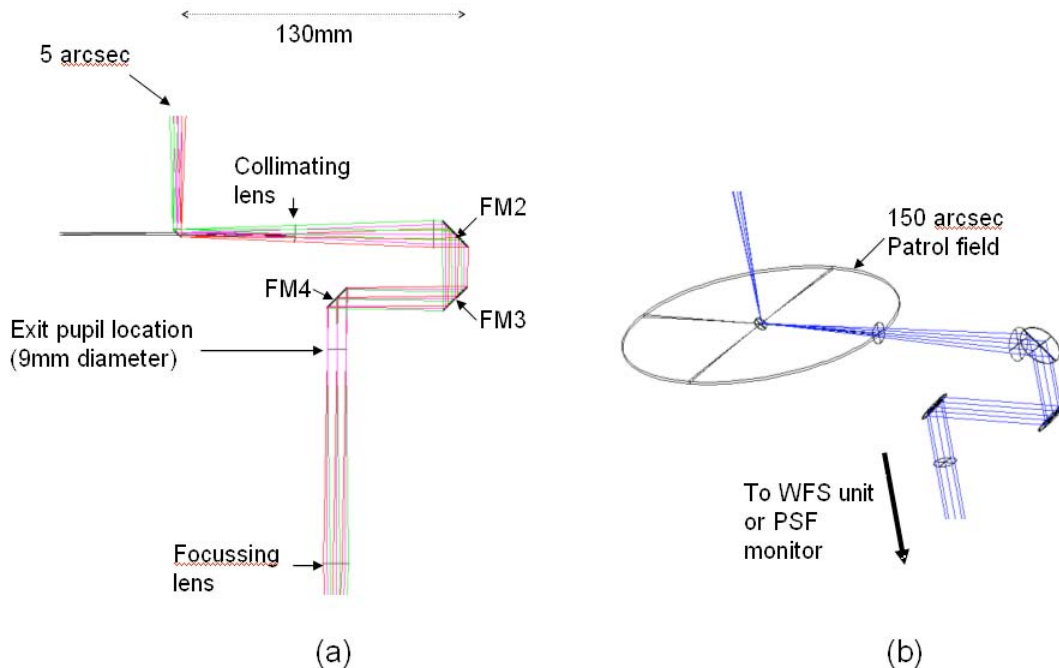 130mm
5 arcsec
Collimating
lens
FM2
FM4
FM3
Exit pupil location
(9mm diameter)
Focussing
lens
(a)
150 arcsec
Patrol field
To WFS unit
or PSF
monitor
(b)